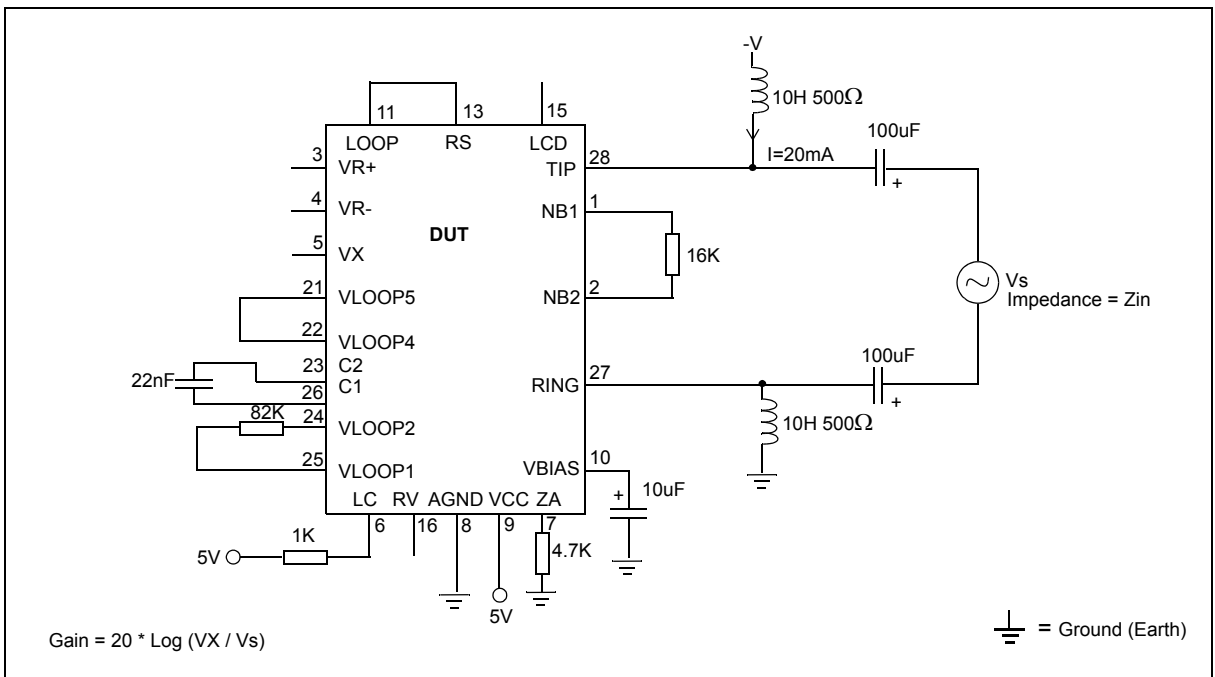 -V
10H 500Ω
11
13
15
100uF
LOOP
RS
LCD
I=20mA
3
VR+
TIP
28
+
4
VR-
NB1
1
DUT
5
VX
16K
21
VLOOP5
NB2
2
Vs
Impedance = Zin
22
VLOOP4
23
C2
100uF
22nF
C1
26
RING
27
+
82K
24
VLOOP2
10H 500Ω
25
VLOOP1
VBIAS
10
LC
RV
AGND
VCC
ZA
+
10uF
6
16
8
9
7
1K
5V
4.7K
5V
Gain = 20 * Log (VX / Vs)
= Ground (Earth)